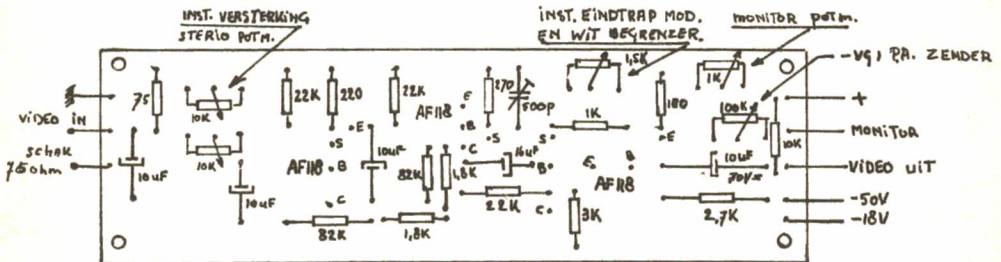 INST. VERSTERKING
STERIO POTM.
INST. EINDTRAP MOD.
EN WIT BEGRENZER.
MONITOR POTM.
-VG, PA. ZENDER
VIDEO IN
SCHAK
75 ohm
75
10K
10K
10uF
10uF
22K
220
22K
AF118
S
E
B
C
82K
10uF
82K
1,8K
1,8K
AF118
E
B
S
C
270
500p
16uF
22K
1,5K
1K
S
B
C
E
B
AF118
3K
180
E
1K
100K
10K
10uF
70V=
2,7K
+
MONITOR
VIDEO UIT
-50V
-18V